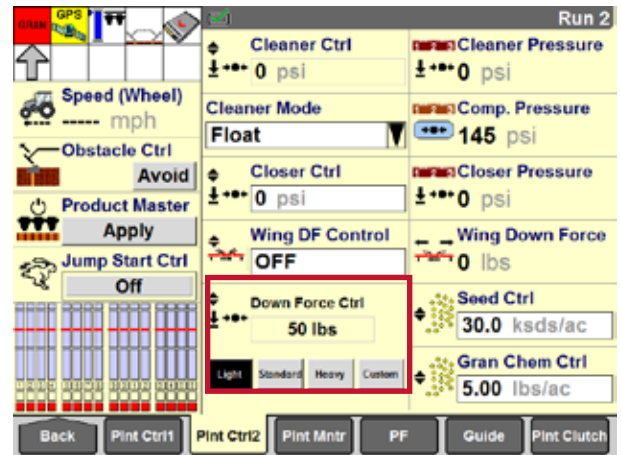 GRAN GPS
Run 2
Speed (Wheel)
----- mph
Obstacle Ctrl
Avoid
Product Master
Apply
Jump Start Ctrl
Off
Cleaner Ctrl
0 psi
Cleaner Mode
Float
Closer Ctrl
0 psi
Wing DF Control
OFF
Down Force Ctrl
50 lbs
Light Standard Heavy Custom
Cleaner Pressure
0 psi
Comp. Pressure
145 psi
Closer Pressure
0 psi
Wing Down Force
0 lbs
Seed Ctrl
30.0 ksds/ac
Gran Chem Ctrl
5.00 lbs/ac
Back Plnt Ctrl1 Plnt Ctrl2 Plnt Mntr PF Guide Plnt Clutch